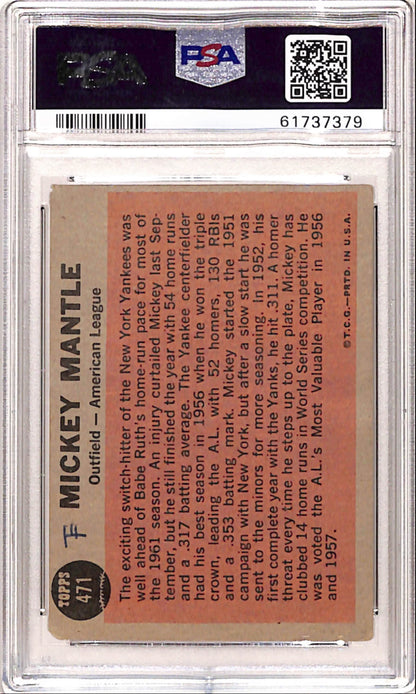 PSA
PSA
61737379
TOPPS
471
MICKEY MANTLE
Outfield — American League
The exciting switch-hitter of the New York Yankees was
well ahead of Babe Ruth's home-run pace for most of
the 1961 season. An injury curtailed Mickey last Sep-
tember, but he still finished the year with 54 home runs
and a .317 batting average. The Yankee centerfielder
had his best season in 1956 when he won the triple
crown, leading the A.L. with 52 homers, 130 RBIs
and a .353 batting mark. Mickey started the 1951
campaign with New York, but after a slow start he was
sent to the minors for more seasoning. In 1952, his
first complete year with the Yanks, he hit .311. A homer
threat every time he steps up to the plate, Mickey has
clubbed 14 home runs in World Series competition. He
was voted the A.L.'s Most Valuable Player in 1956
and 1957.
© T.C.G.—PRTD. IN U.S.A.